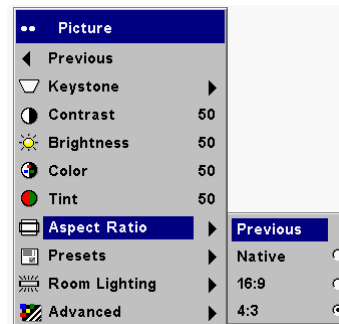 Picture
Previous
Keystone
Contrast 50
Brightness 50
Color 50
Tint 50
Aspect Ratio
Presets
Room Lighting
Advanced
Previous
Native
16:9
4:3